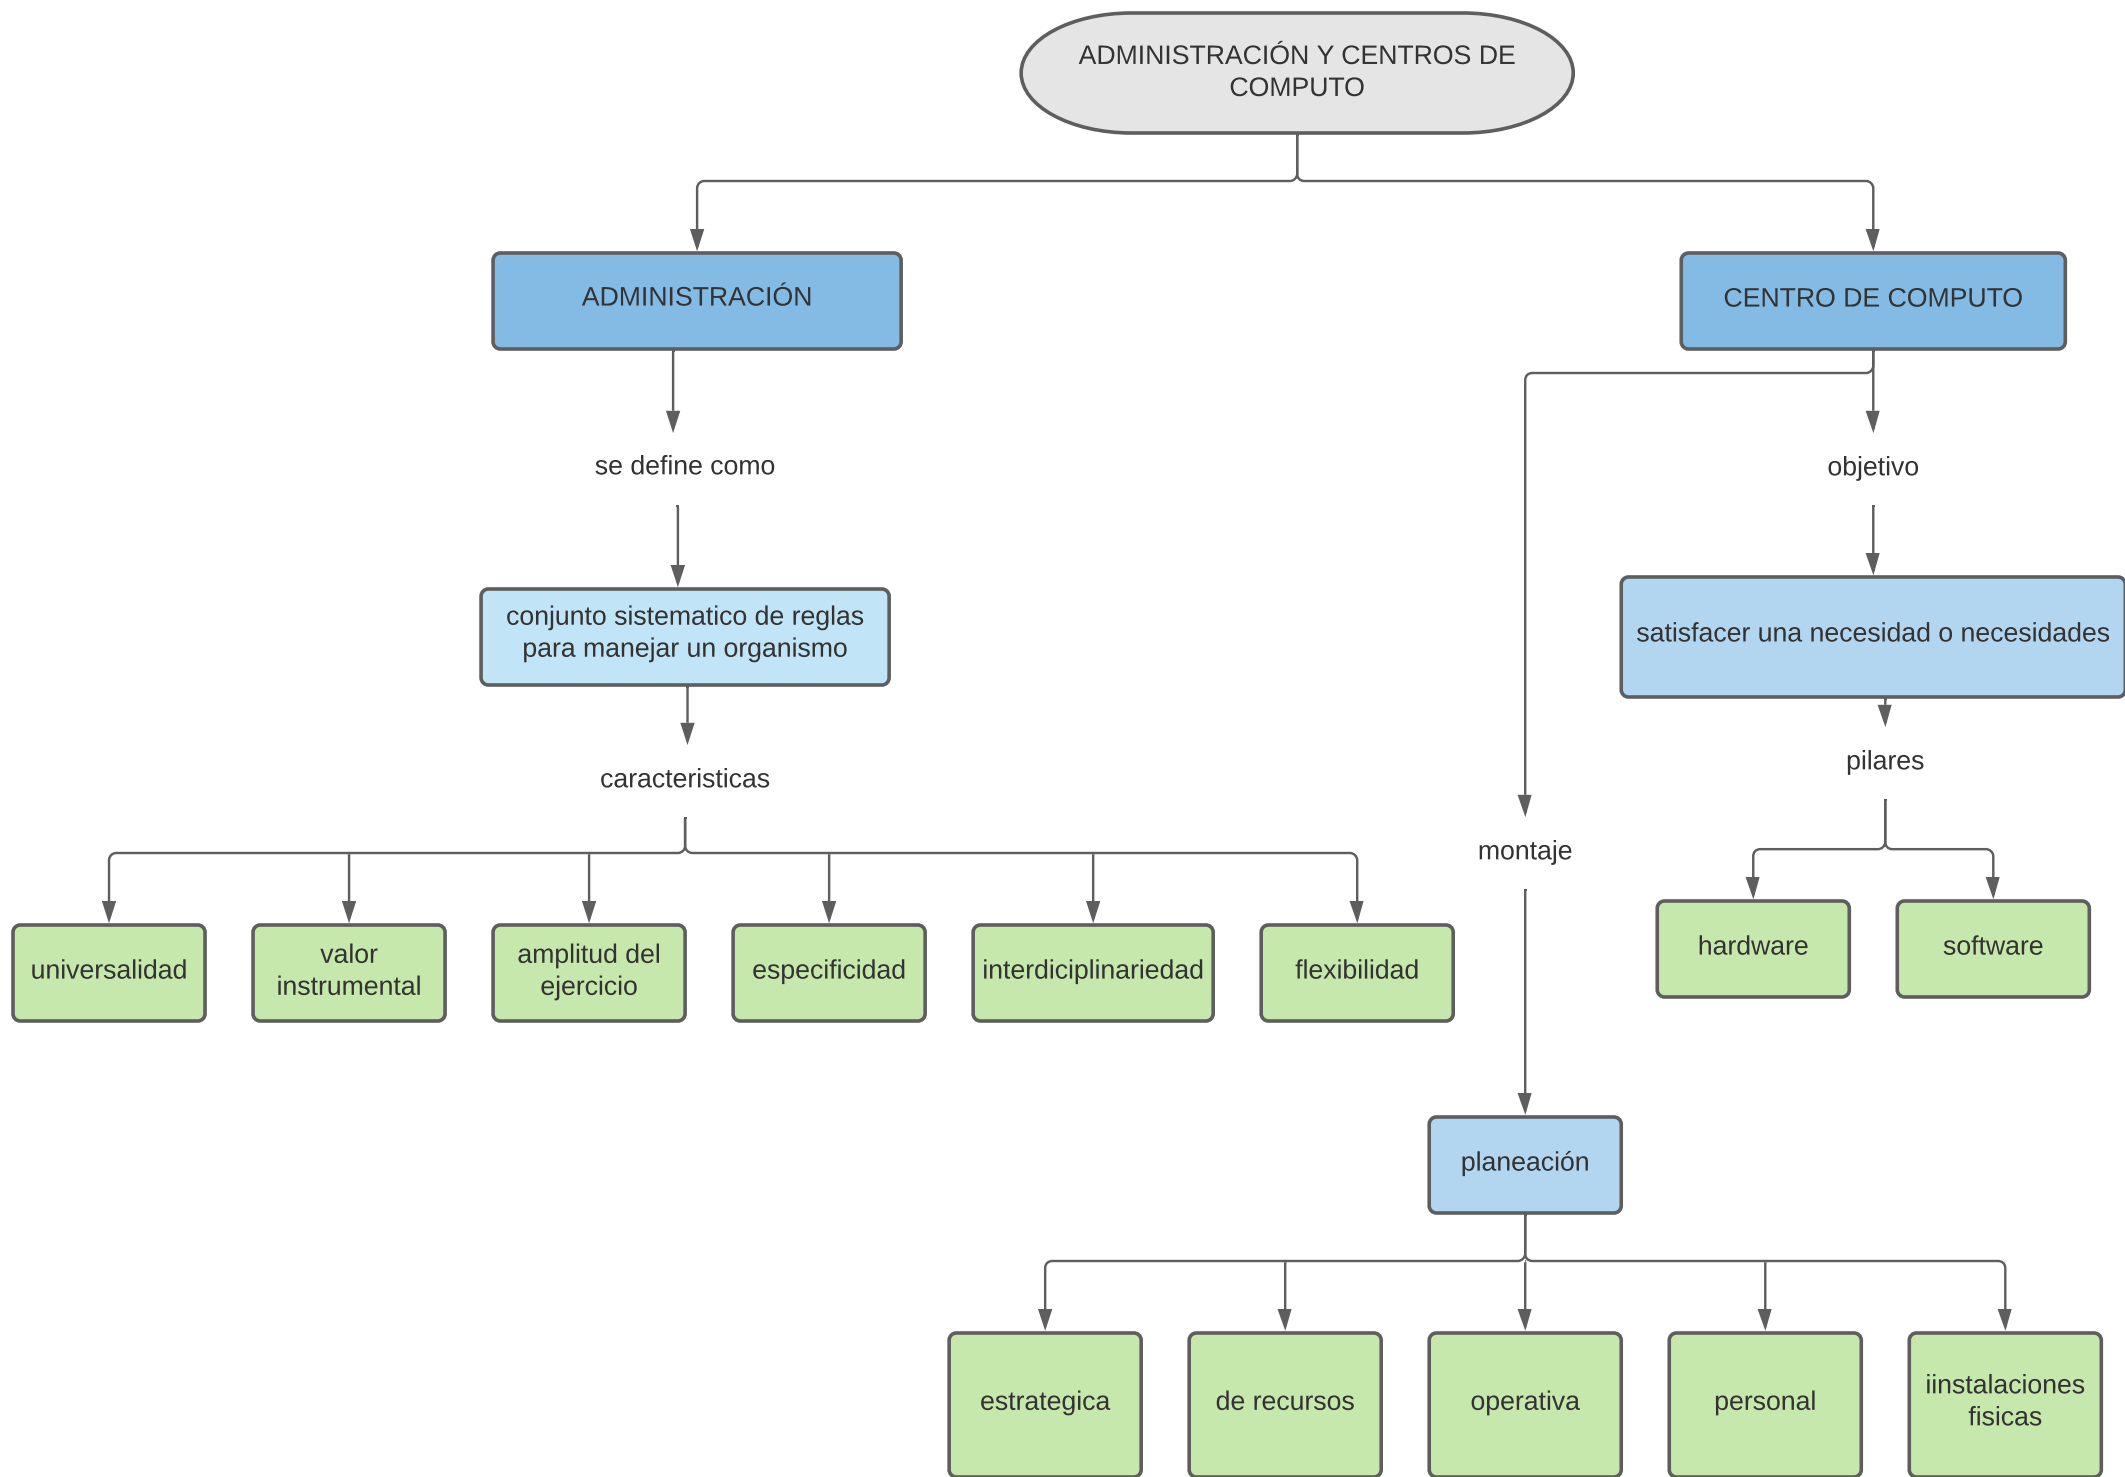 ADMINISTRACIÓN Y CENTROS DE
COMPUTO
ADMINISTRACIÓN
CENTRO DE COMPUTO
se define como
objetivo
conjunto sistematico de reglas
para manejar un organismo
satisfacer una necesidad o necesidades
caracteristicas
pilares
montaje
universalidad
valor
instrumental
amplitud del
ejercicio
especificidad
interdiciplinariedad
flexibilidad
hardware
software
planeación
estrategica
de recursos
operativa
personal
iinstalaciones
fisicas